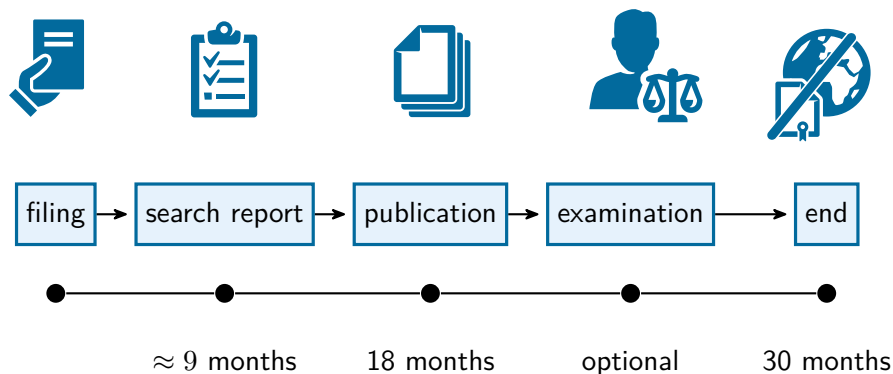 filing
search report
publication
examination
end
≈ 9 months
18 months
optional
30 months